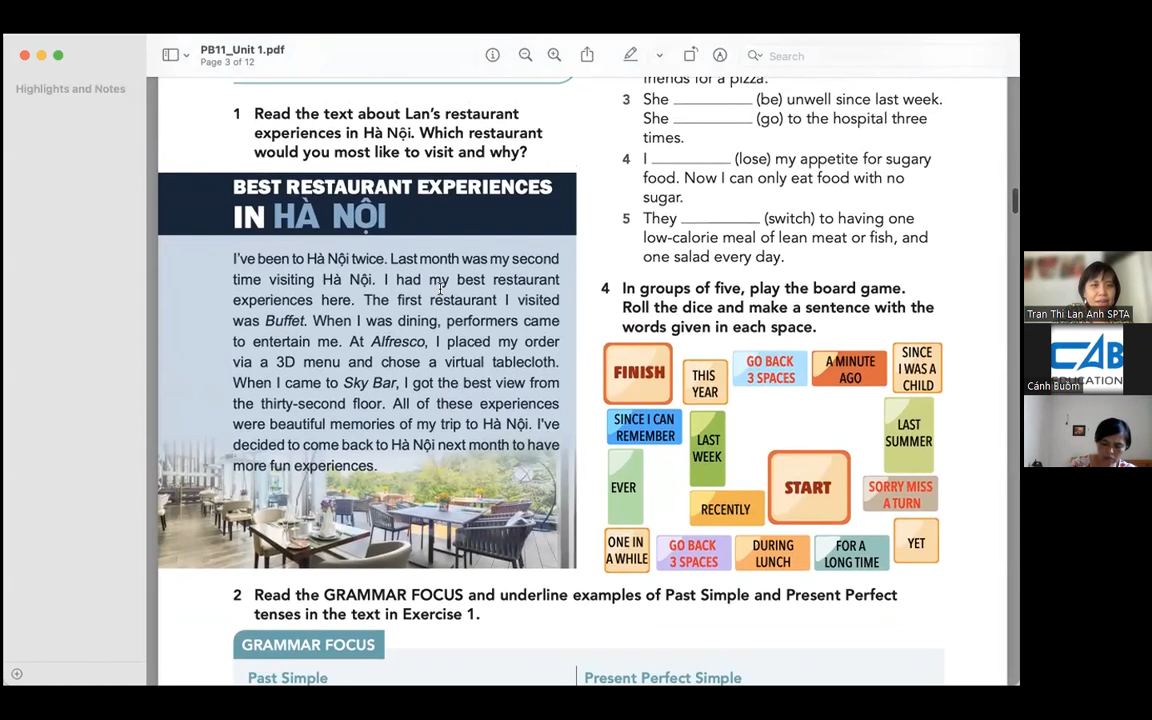 PB11_Unit 1.pdf
Page 3 of 12
Search
Highlights and Notes
1 Read the text about Lan's restaurant
experiences in Hà Nội. Which restaurant
would you most like to visit and why?
BEST RESTAURANT EXPERIENCES
IN HÀ NỘI
I've been to Hà Nội twice. Last month was my second
time visiting Hà Nội. I had my best restaurant
experiences here. The first restaurant I visited
was Buffet. When I was dining, performers came
to entertain me. At Alfresco, I placed my order
via a 3D menu and chose a virtual tablecloth.
When I came to Sky Bar, I got the best view from
the thirty-second floor. All of these experiences
were beautiful memories of my trip to Hà Nội. I've
decided to come back to Hà Nội next month to have
more fun experiences.
friends for a pizza.
3 She _________ (be) unwell since last week.
She _________ (go) to the hospital three
times.
4 I _________ (lose) my appetite for sugary
food. Now I can only eat food with no
sugar.
5 They _________ (switch) to having one
low-calorie meal of lean meat or fish, and
one salad every day.
4 In groups of five, play the board game.
Roll the dice and make a sentence with the
words given in each space.
FINISH
THIS
YEAR
GO BACK
3 SPACES
A MINUTE
AGO
SINCE
I WAS A
CHILD
SINCE I CAN
REMEMBER
LAST
WEEK
LAST
SUMMER
EVER
RECENTLY
START
SORRY MISS
A TURN
ONE IN
A WHILE
GO BACK
3 SPACES
DURING
LUNCH
FOR A
LONG TIME
YET
2 Read the GRAMMAR FOCUS and underline examples of Past Simple and Present Perfect
tenses in the text in Exercise 1.
GRAMMAR FOCUS
Past Simple
Present Perfect Simple
Tran Thi Lan Anh SPTA
CAB
EDUCATION
Cánh Buồm